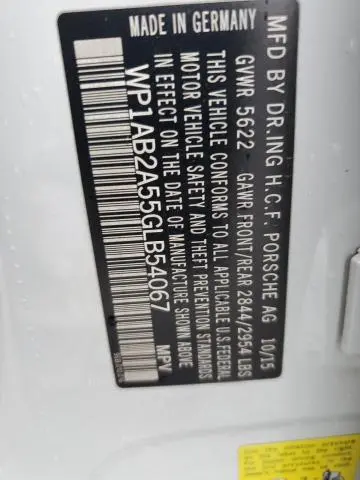 MFD BY DR.ING H.C.F. PORSCHE AG 10/15
GVWR 5622 GAWR FRONT/REAR 2844/2954 LBS
THIS VEHICLE CONFORMS TO ALL APPLICABLE U.S.FEDERAL
MOTOR VEHICLE SAFETY AND THEFT PREVENTION STANDARDS
IN EFFECT ON THE DATE OF MANUFACTURE SHOWN ABOVE
WP1AB2A55GLB54067 MPV
MADE IN GERMANY